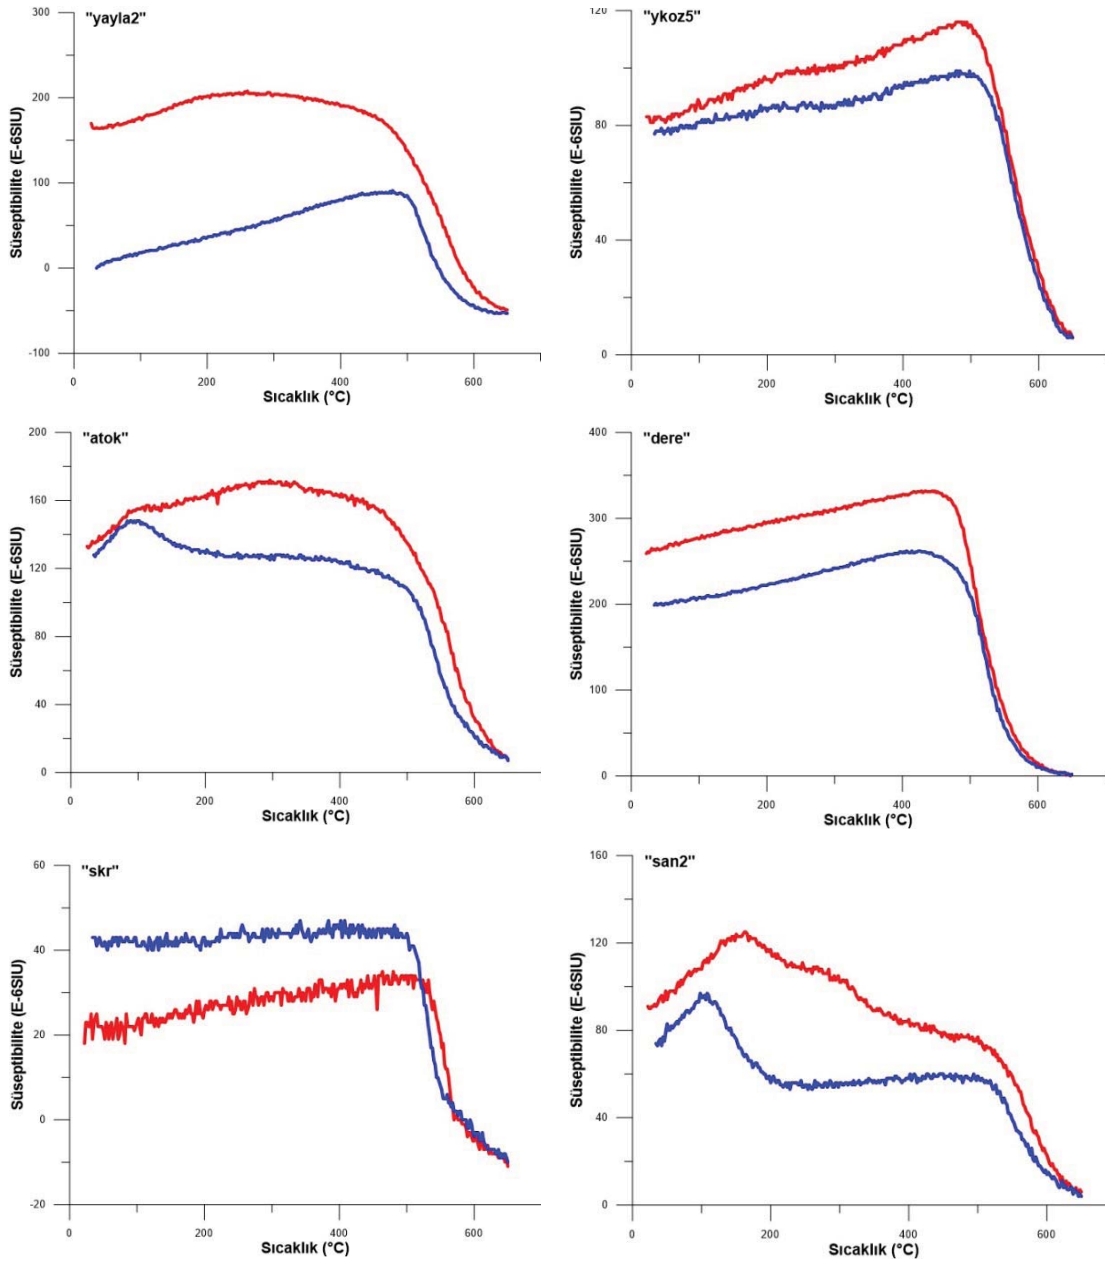 "yayla2"
300
200
100
0
-100
Süseptibilite (E-6SIU)
0 200 400 600
Sıcaklık (°C)
"ykoz5"
120
80
40
0
Süseptibilite (E-6SIU)
0 200 400 600
Sıcaklık (°C)
"atok"
200
160
120
80
40
0
Süseptibilite (E-6SIU)
0 200 400 600
Sıcaklık (°C)
"dere"
400
300
200
100
0
Süseptibilite (E-6SIU)
0 200 400 600
Sıcaklık (°C)
"skr"
60
40
20
0
-20
Süseptibilite (E-6SIU)
0 200 400 600
Sıcaklık (°C)
"san2"
160
120
80
40
0
Süseptibilite (E-6SIU)
0 200 400 600
Sıcaklık (°C)